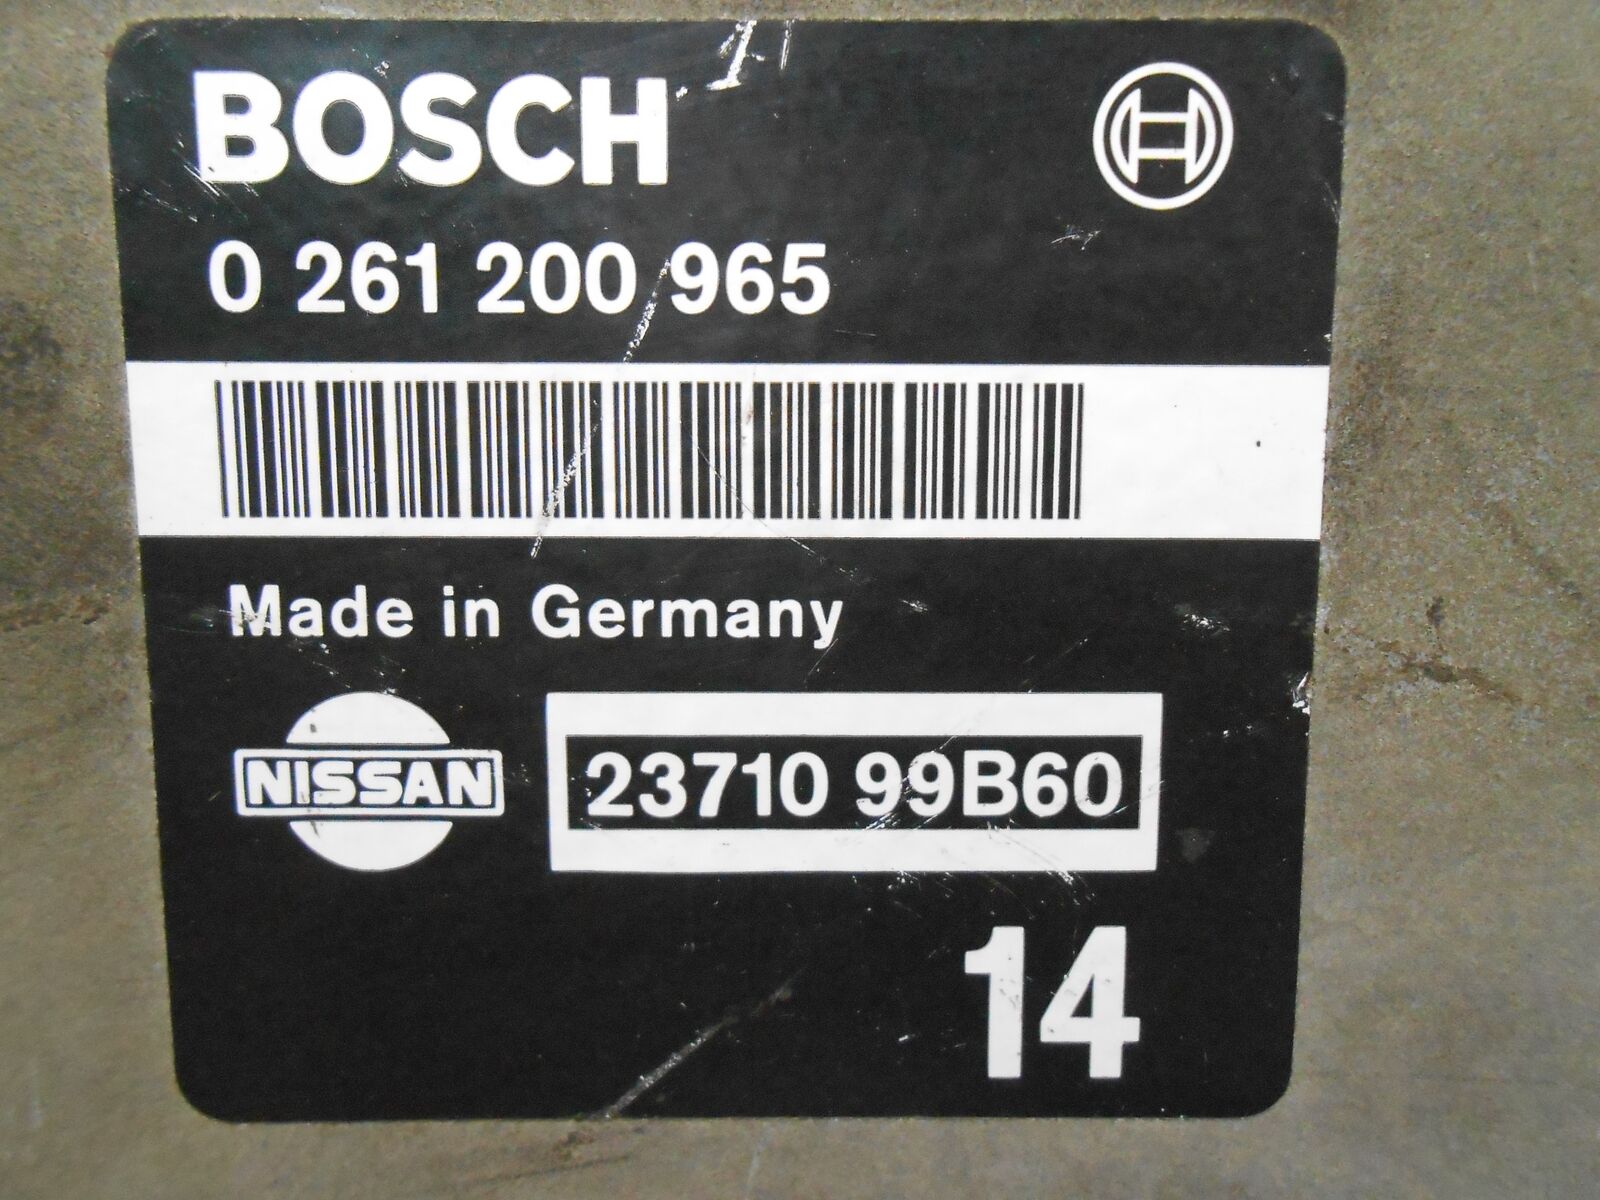 BOSCH
0 261 200 965
Made in Germany
NISSAN
23710 99B60
14